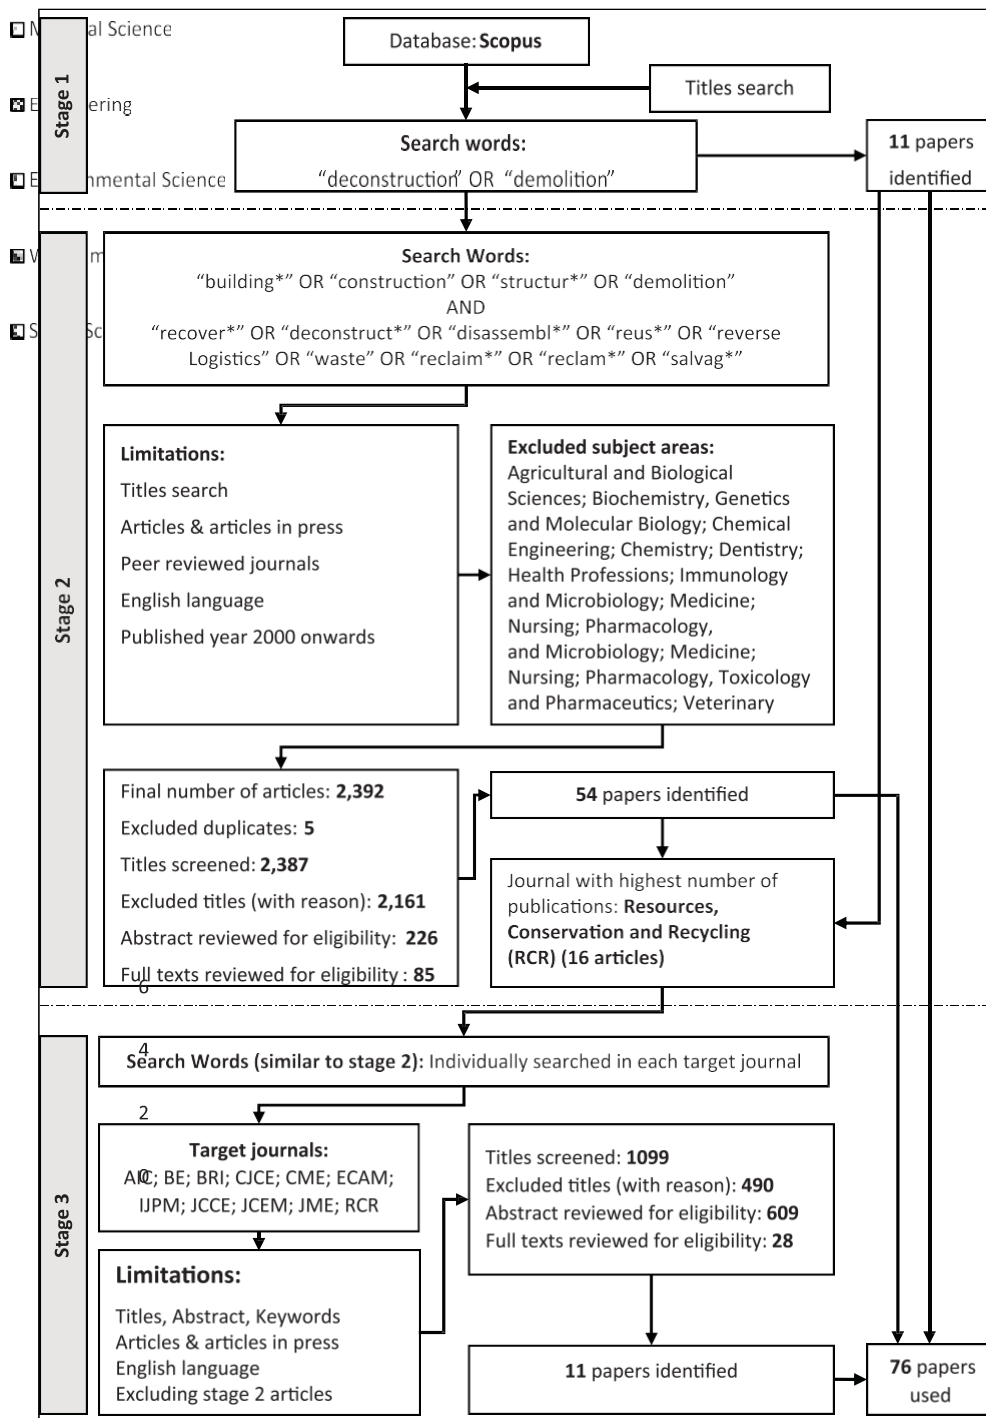 Database: Scopus
Titles search
Stage 1
Search words:
"deconstruction" OR "demolition"
11 papers
identified
Science
Engineering
Environmental Science
Stage 2
Search Words:
"building*" OR "construction" OR "structur*" OR "demolition"
AND
"recover*" OR "deconstruct*" OR "disassembl*" OR "reus*" OR "reverse
Logistics" OR "waste" OR "reclaim*" OR "reclam*" OR "salvag*"
Limitations:
Titles search
Articles & articles in press
Peer reviewed journals
English language
Published year 2000 onwards
Excluded subject areas:
Agricultural and Biological
Sciences; Biochemistry, Genetics
and Molecular Biology; Chemical
Engineering; Chemistry; Dentistry;
Health Professions; Immunology
and Microbiology; Medicine;
Nursing; Pharmacology,
and Microbiology; Medicine;
Nursing; Pharmacology, Toxicology
and Pharmaceutics; Veterinary
Final number of articles: 2,392
Excluded duplicates: 5
Titles screened: 2,387
Excluded titles (with reason): 2,161
Abstract reviewed for eligibility: 226
Full texts reviewed for eligibility : 85
54 papers identified
Journal with highest number of
publications: Resources,
Conservation and Recycling
(RCR) (16 articles)
6
4
2
0
Stage 3
Search Words (similar to stage 2): Individually searched in each target journal
Target journals:
AIC; BE; BRI; CJCE; CME; ECAM;
IJPM; JCCE; JCEM; JME; RCR
Limitations:
Titles, Abstract, Keywords
Articles & articles in press
English language
Excluding stage 2 articles
Titles screened: 1099
Excluded titles (with reason): 490
Abstract reviewed for eligibility: 609
Full texts reviewed for eligibility: 28
11 papers identified
76 papers
used